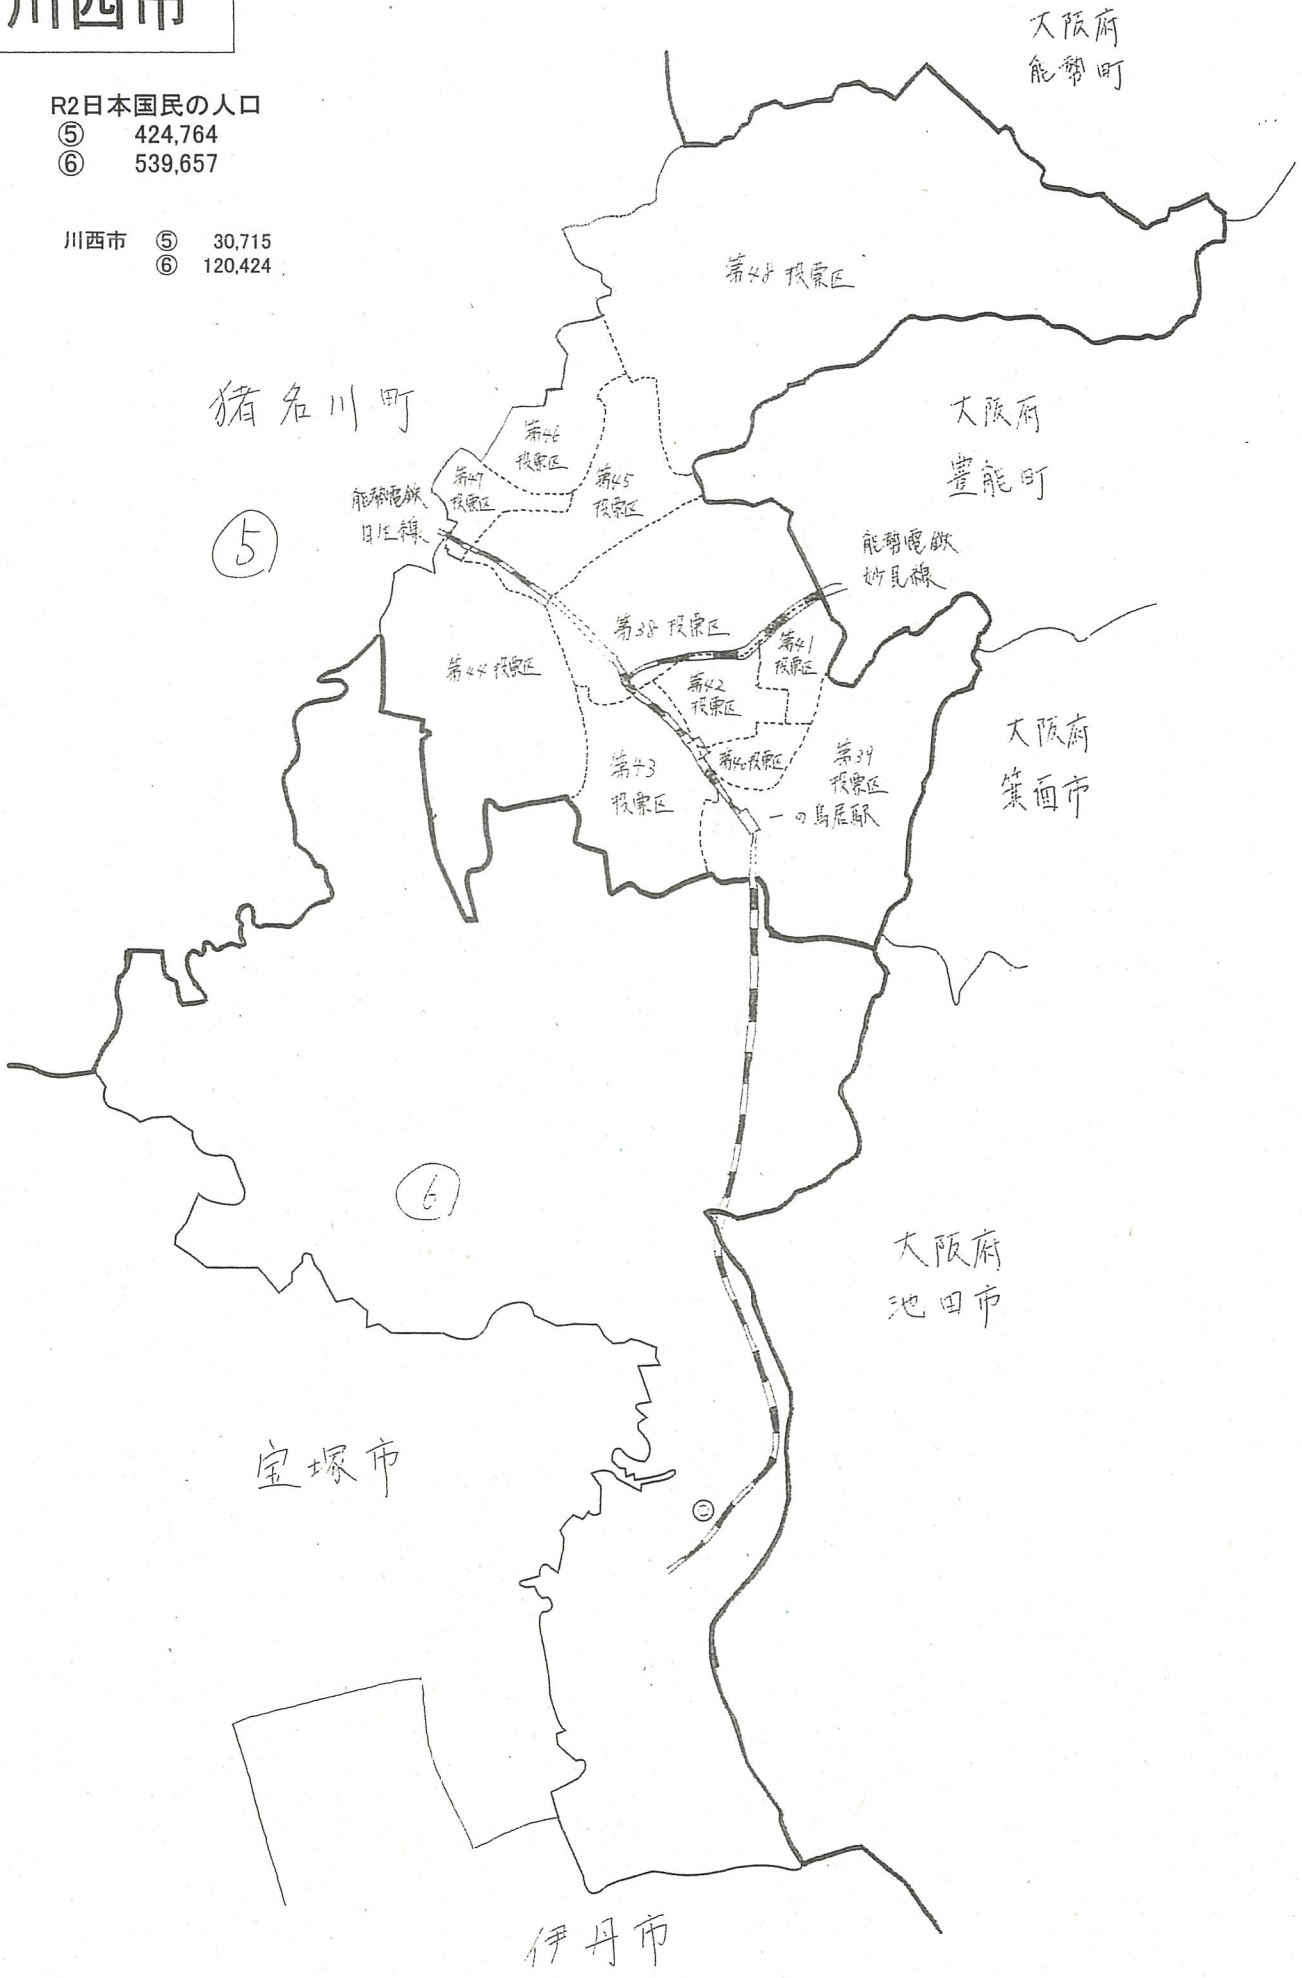 川西市
R2日本国民の人口
⑤ 424,764
⑥ 539,657
川西市 ⑤ 30,715
⑥ 120,424
大阪府
能勢町
第48投票区
猪名川町
大阪府
豊能町
第46
投票区
第47
投票区
第45
投票区
能勢電鉄
日生線
⑤
能勢電鉄
妙見線
第38投票区
第41
投票区
第44投票区
第42
投票区
大阪府
箕面市
第43
投票区
第40投票区
第39
投票区
一の鳥居駅
⑥
大阪府
池田市
宝塚市
伊丹市